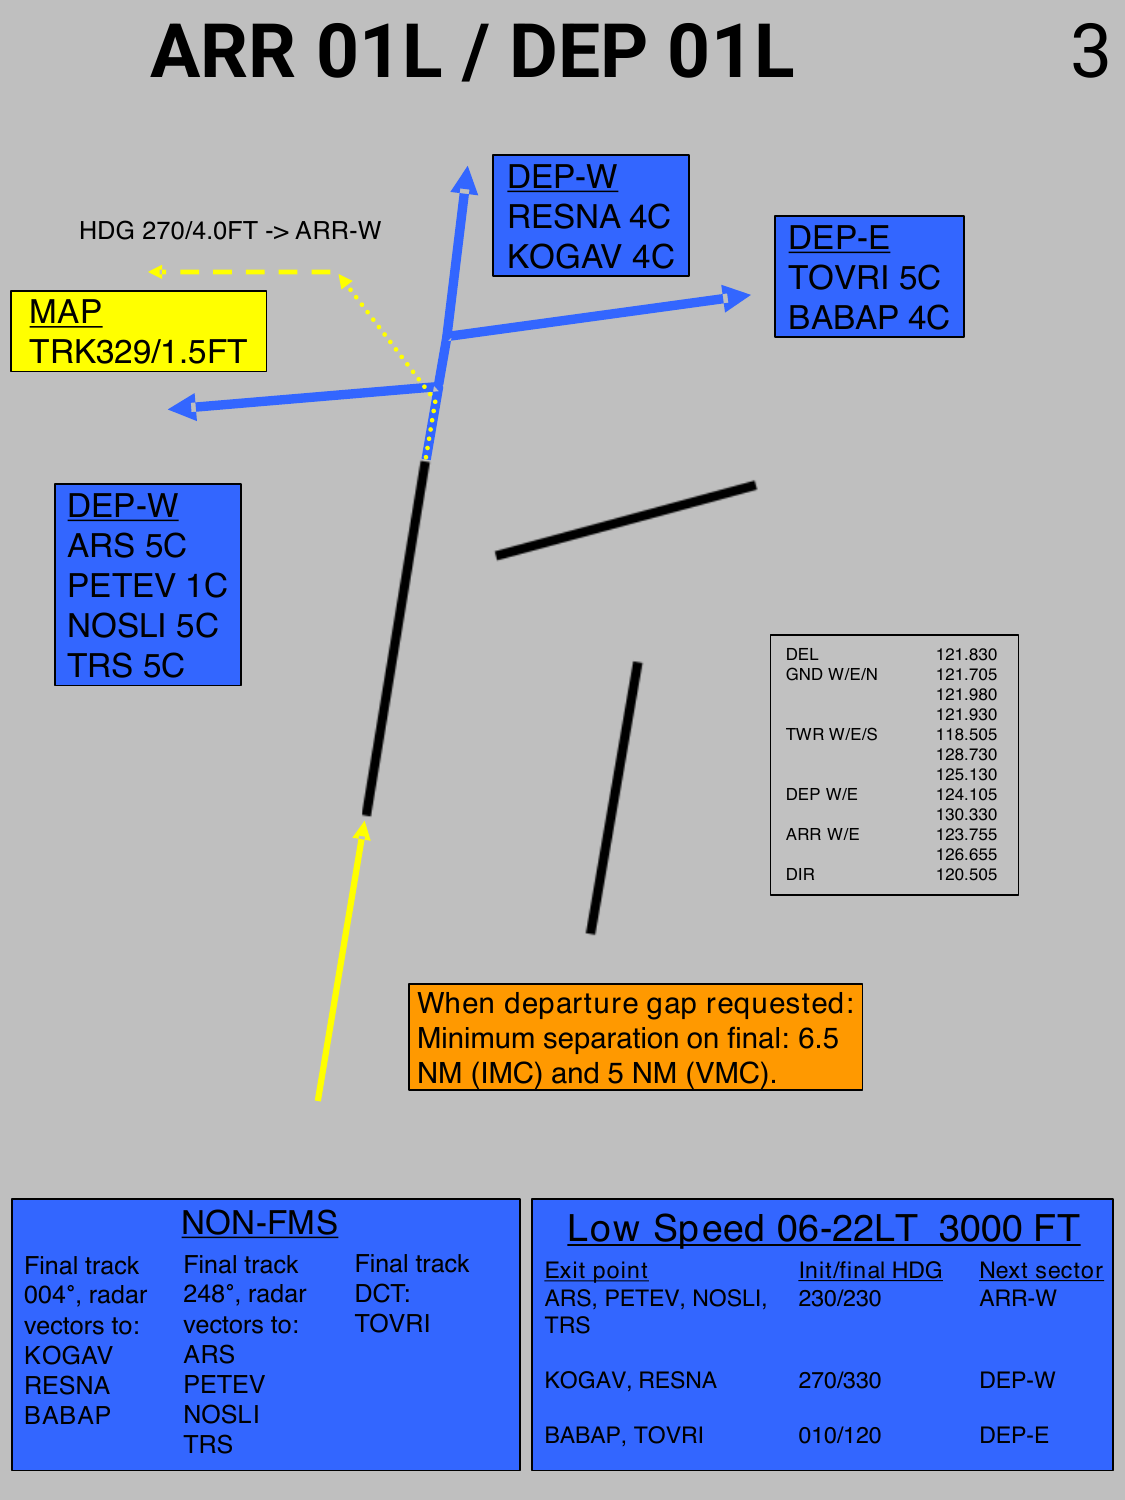 ARR 01L / DEP 01L
3
DEP-W
RESNA 4C
KOGAV 4C
HDG 270/4.0FT -> ARR-W
DEP-E
TOVRI 5C
BABAP 4C
MAP
TRK329/1.5FT
DEP-W
ARS 5C
PETEV 1C
NOSLI 5C
TRS 5C
DEL 121.830
GND W/E/N 121.705
121.980
121.930
TWR W/E/S 118.505
128.730
125.130
DEP W/E 124.105
130.330
ARR W/E 123.755
126.655
DIR 120.505
When departure gap requested:
Minimum separation on final: 6.5
NM (IMC) and 5 NM (VMC).
NON-FMS
Final track
004°, radar
vectors to:
KOGAV
RESNA
BABAP
Final track
248°, radar
vectors to:
ARS
PETEV
NOSLI
TRS
Final track
DCT:
TOVRI
Low Speed 06-22LT 3000 FT
Exit point Init/final HDG Next sector
ARS, PETEV, NOSLI, 230/230 ARR-W
TRS
KOGAV, RESNA 270/330 DEP-W
BABAP, TOVRI 010/120 DEP-E